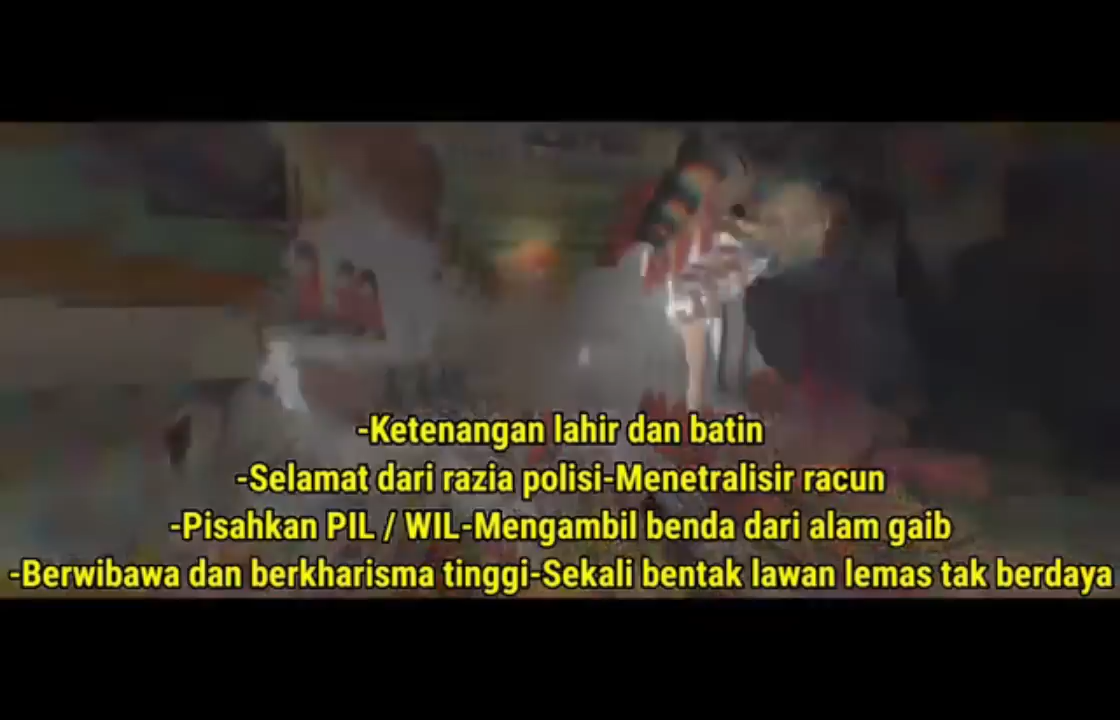 -Ketenangan lahir dan batin
-Selamat dari razia polisi-Menetralisir racun
-Pisahkan PIL / WIL-Mengambil benda dari alam gaib
-Berwibawa dan berkharisma tinggi-Sekali bentak lawan lemas tak berdaya